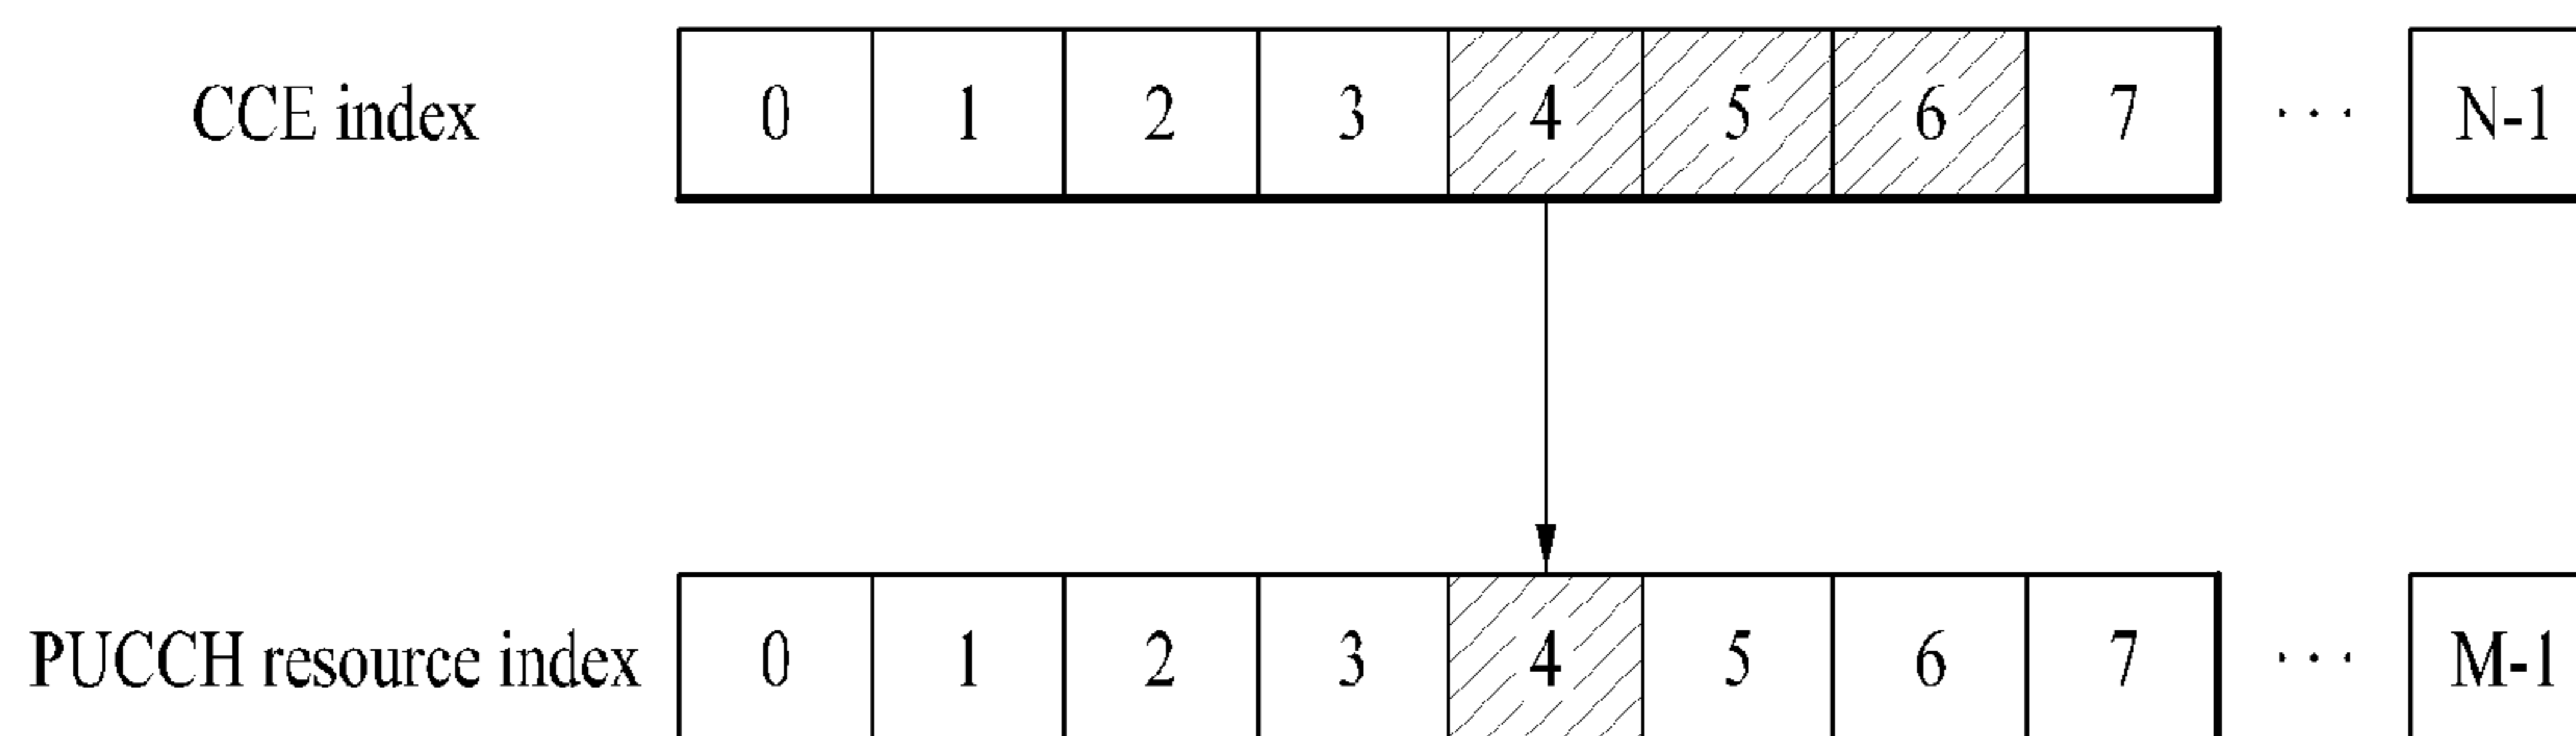 CCE index 0 1 2 3 4 5 6 7 ... N-1
PUCCH resource index 0 1 2 3 4 5 6 7 ... M-1